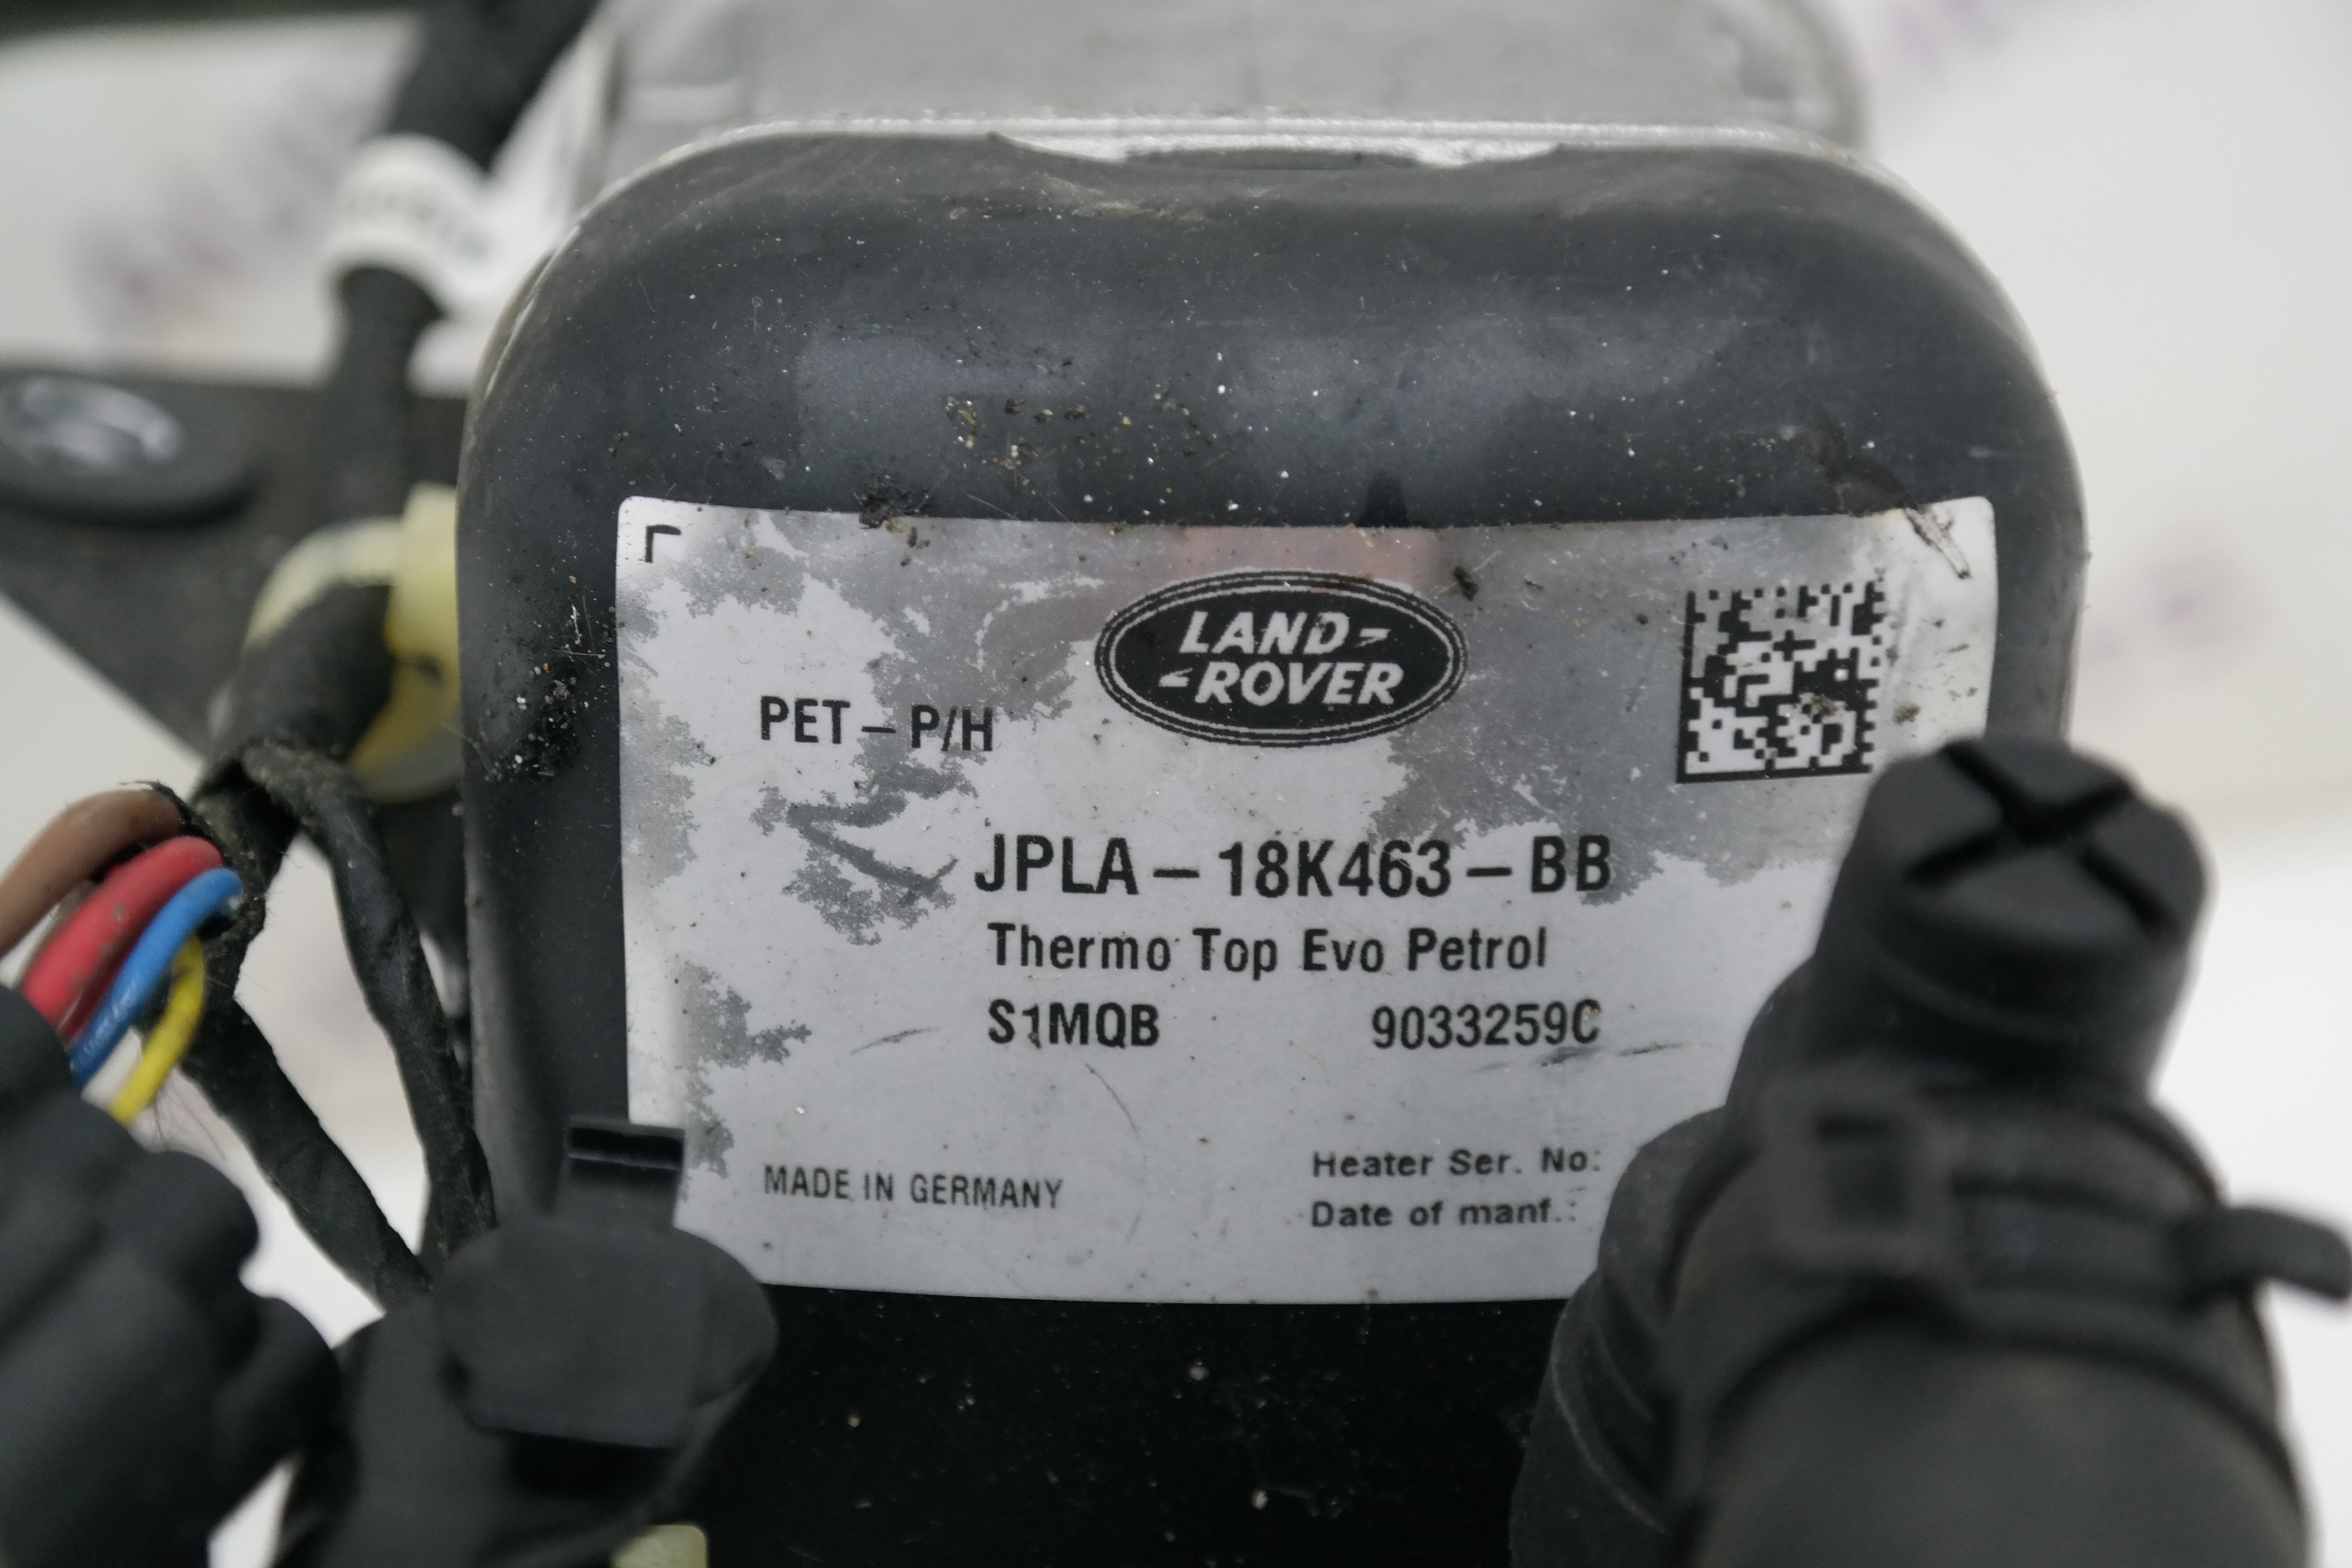 LAND-
-ROVER
PET – P/H
JPLA – 18K463 – BB
Thermo Top Evo Petrol
S1MQB 9033259C
MADE IN GERMANY
Heater Ser. No:
Date of manf.: